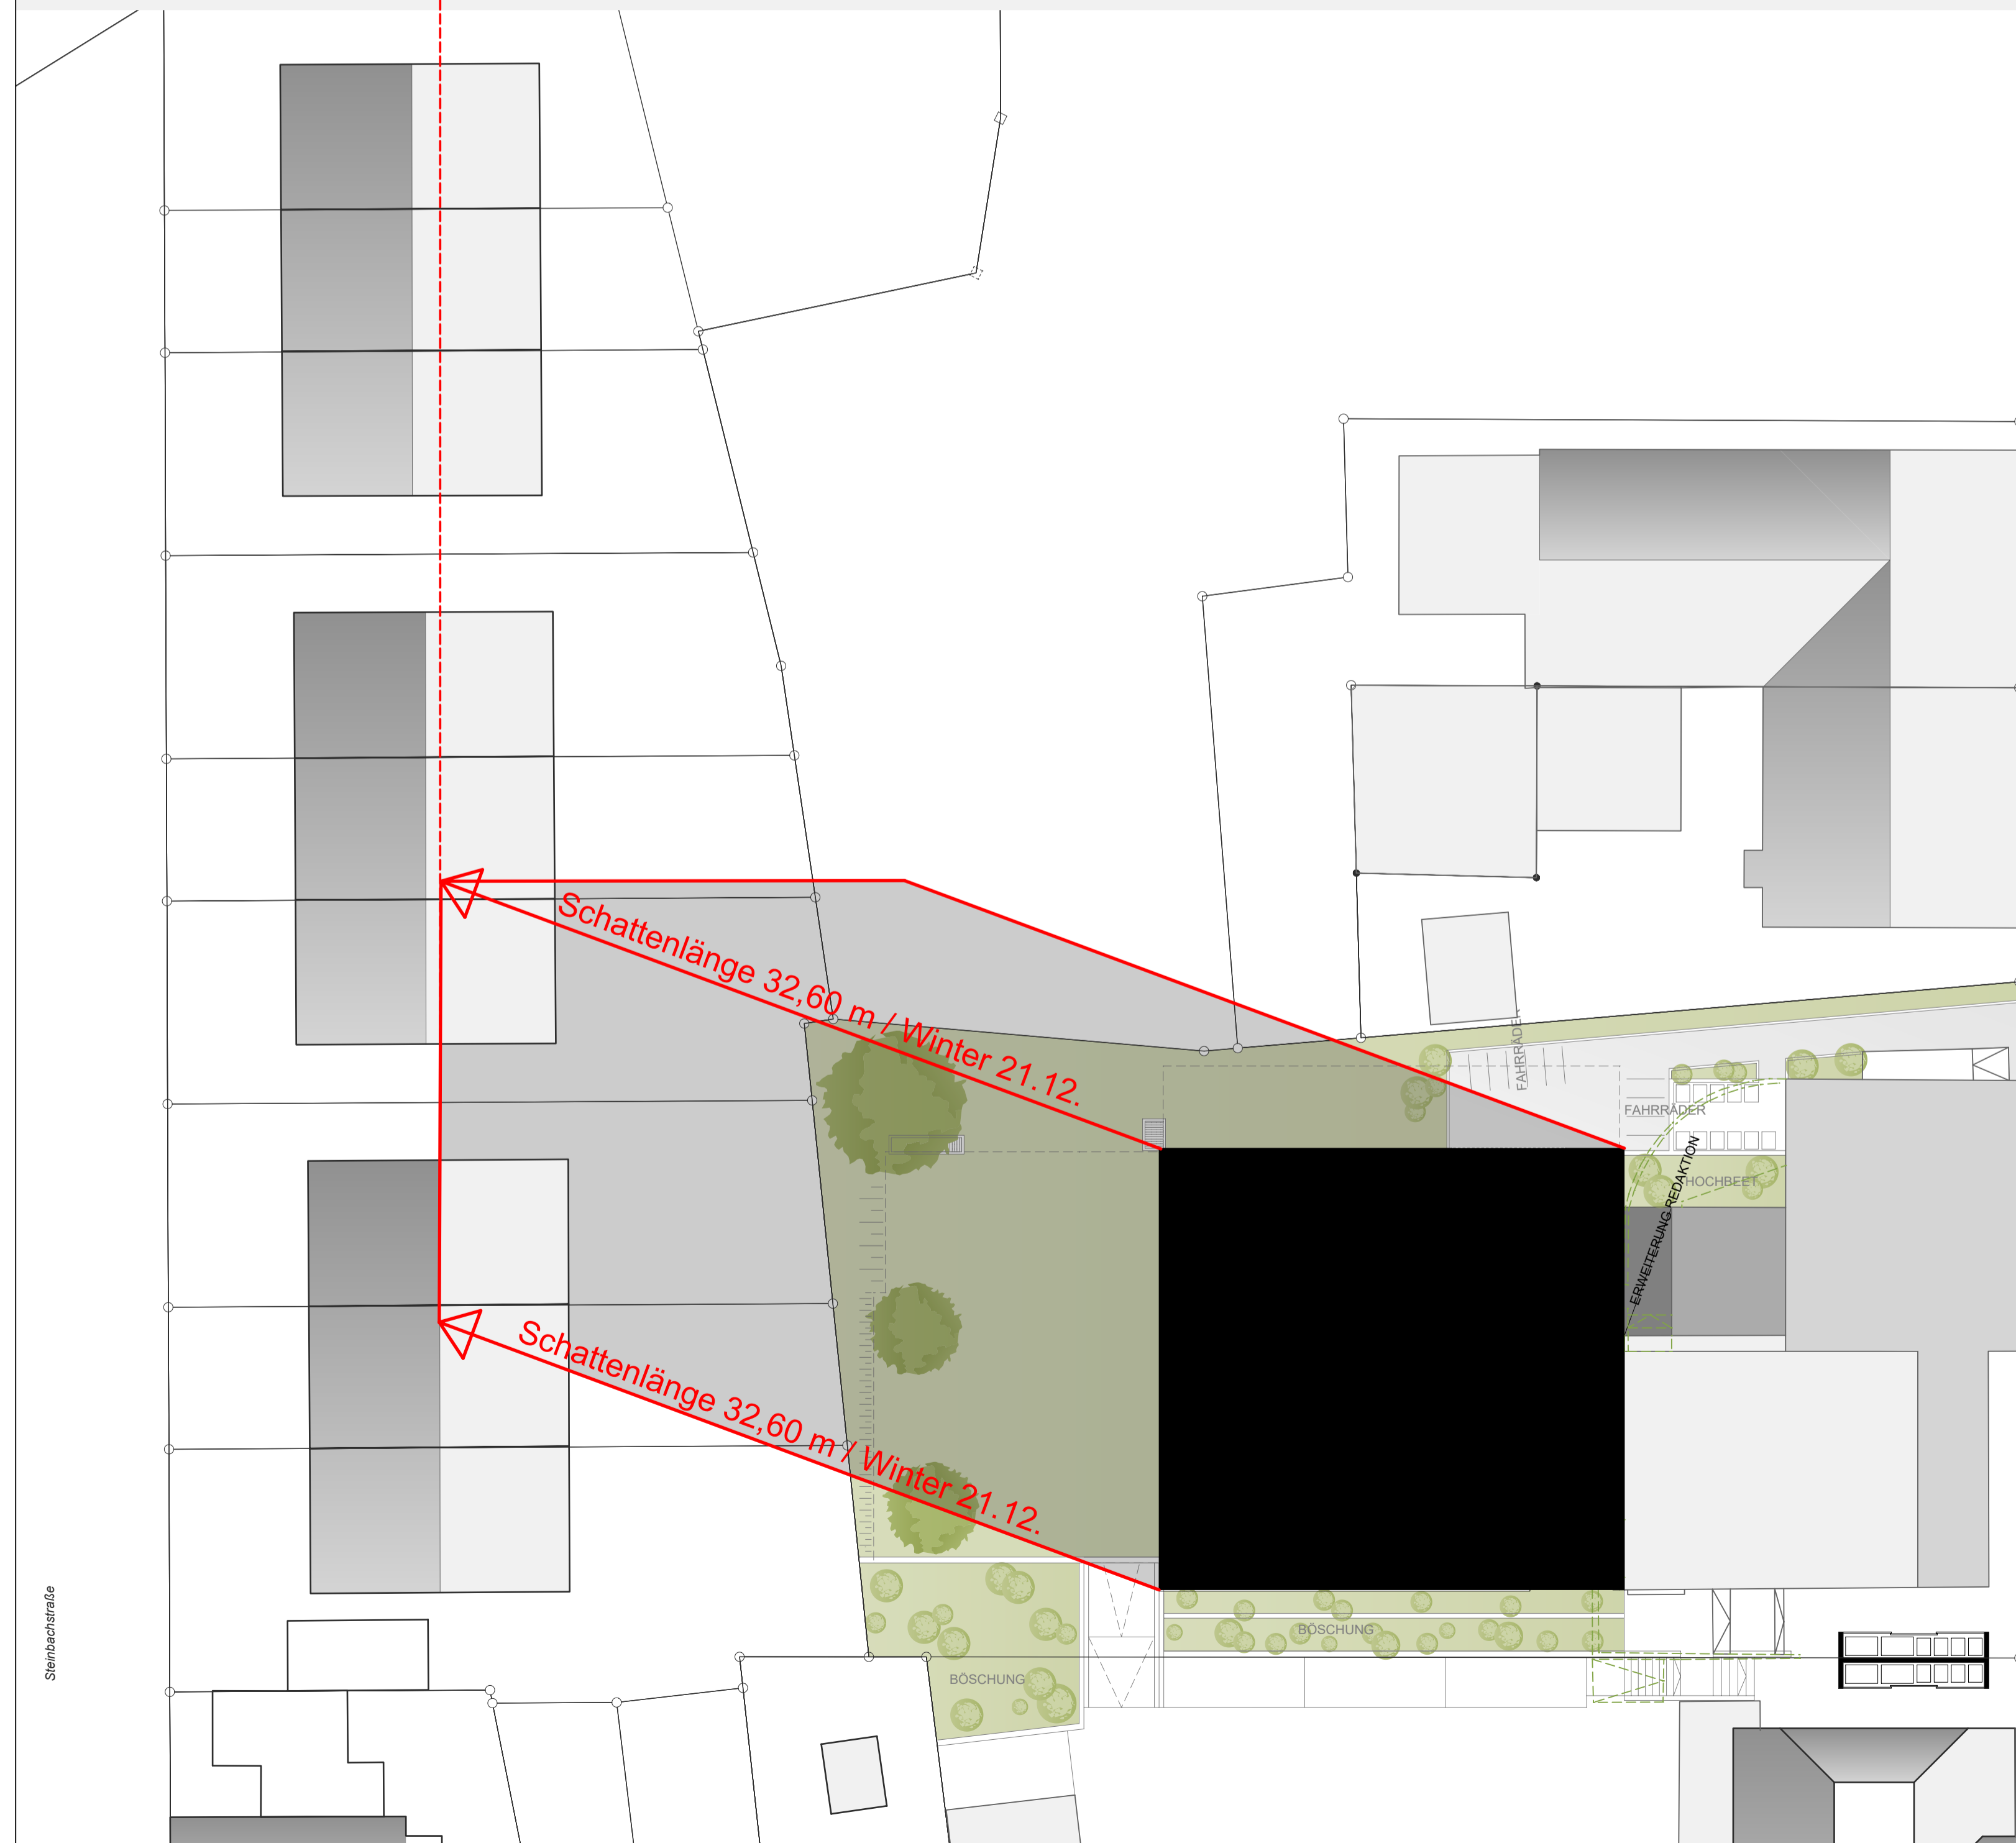 Schattenlänge 32,60 m / Winter 21.12.
FAHRRÄDER
FAHRRÄDER
HOCHBEET
ERWEITERUNG REDAKTION
Schattenlänge 32,60 m / Winter 21.12.
Steinbachstraße
BÖSCHUNG
BÖSCHUNG